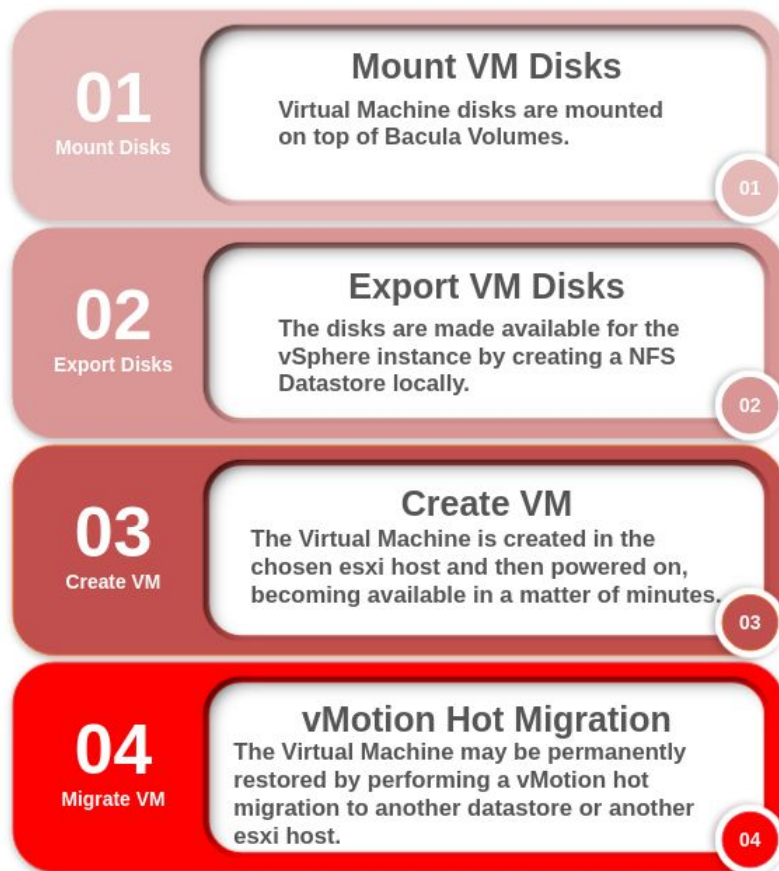 01
Mount Disks
Mount VM Disks
Virtual Machine disks are mounted
on top of Bacula Volumes.
01
02
Export Disks
Export VM Disks
The disks are made available for the
vSphere instance by creating a NFS
Datastore locally.
02
03
Create VM
Create VM
The Virtual Machine is created in the
chosen esxi host and then powered on,
becoming available in a matter of minutes.
03
04
Migrate VM
vMotion Hot Migration
The Virtual Machine may be permanently
restored by performing a vMotion hot
migration to another datastore or another
esxi host.
04